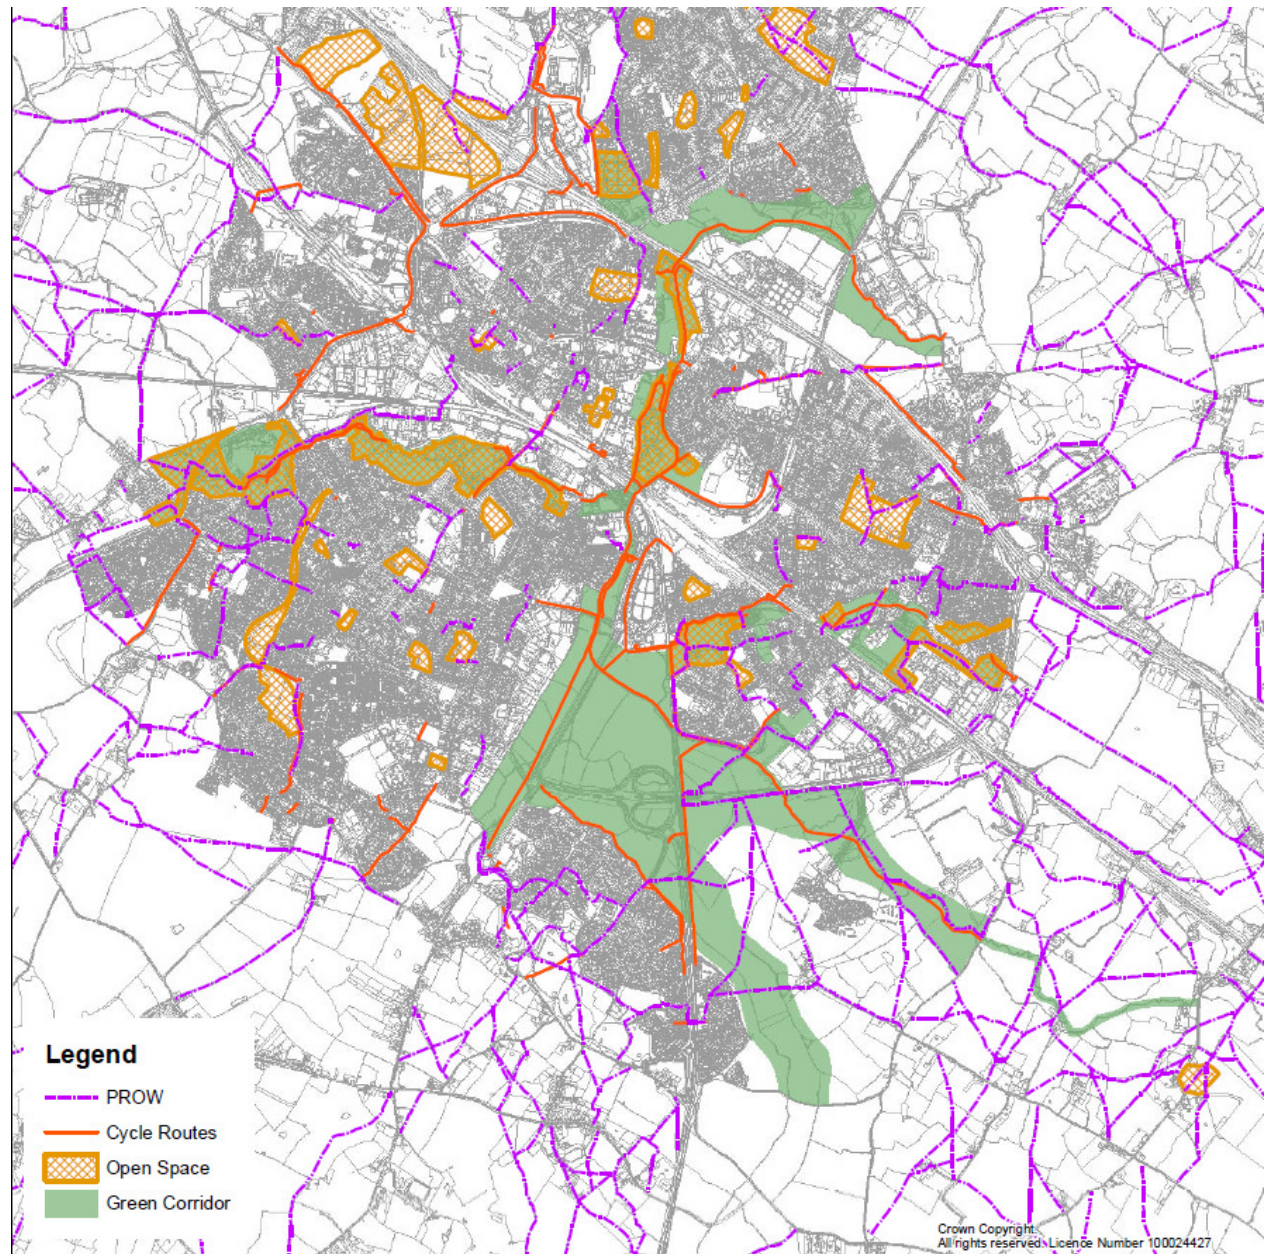 Legend
PROW
Cycle Routes
Open Space
Green Corridor
Crown Copyright.
All rights reserved. Licence Number 100024427